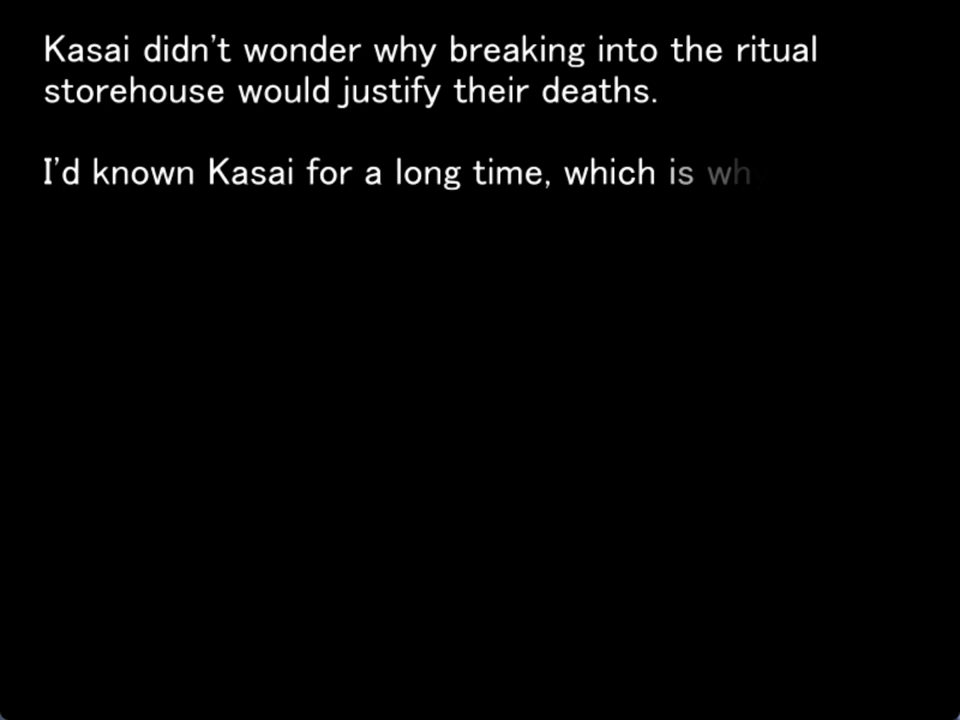 Kasai didn't wonder why breaking into the ritual
storehouse would justify their deaths.
I'd known Kasai for a long time, which is wh